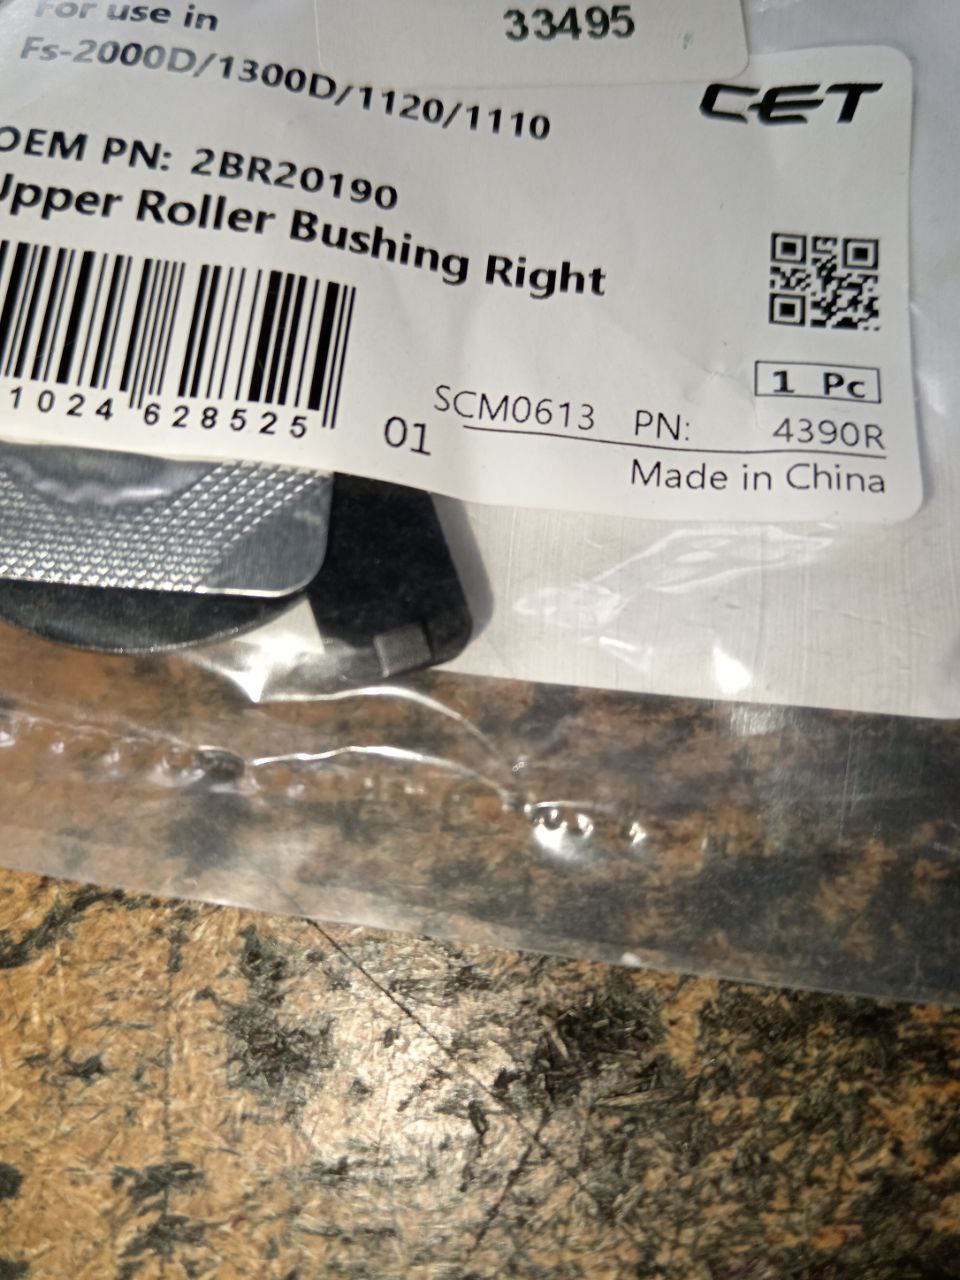 33495
For use in
Fs-2000D/1300D/1120/1110
CET
OEM PN: 2BR20190
Upper Roller Bushing Right
1 Pc
1024 628525
01
SCM0613 PN: 4390R
Made in China